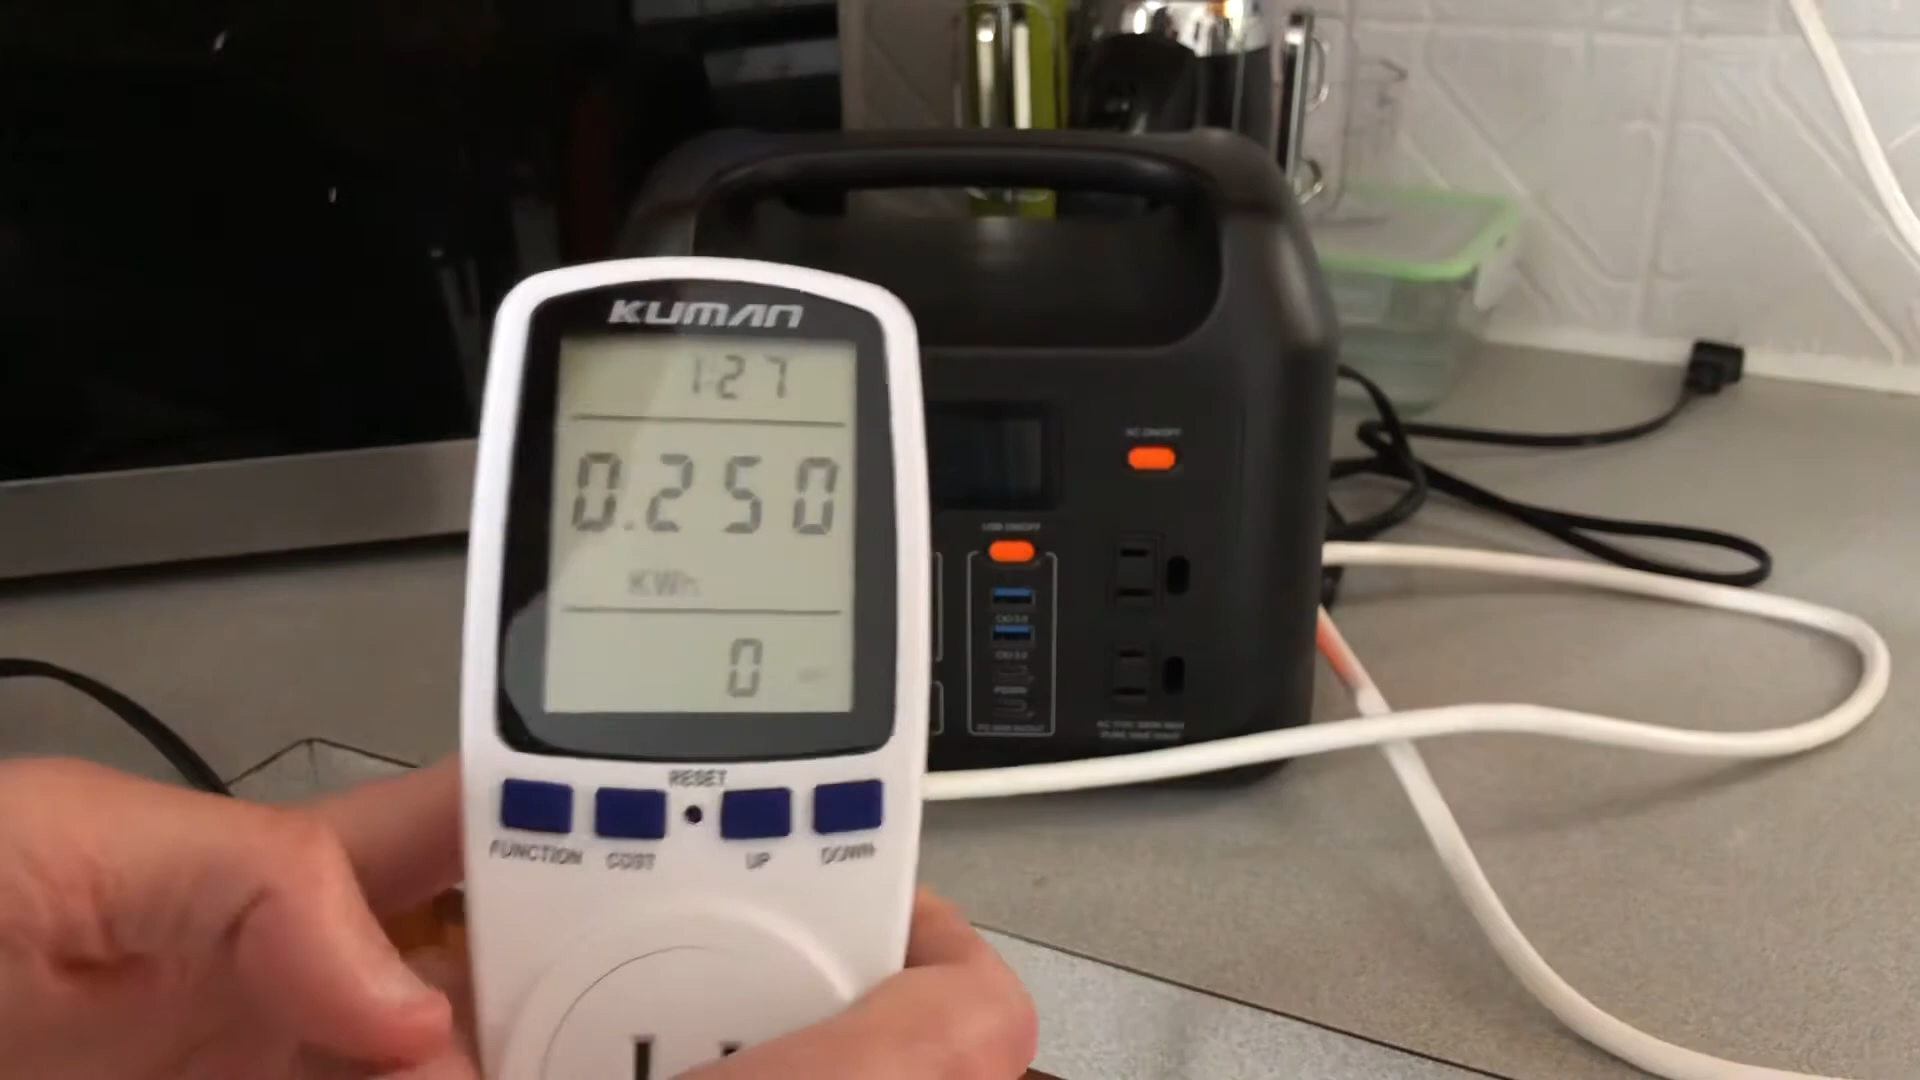 KUMAN
1:27
0.250
KWh
0
RESET
FUNCTION
COST
UP
DOWN
AC ON/OFF
USB ON/OFF